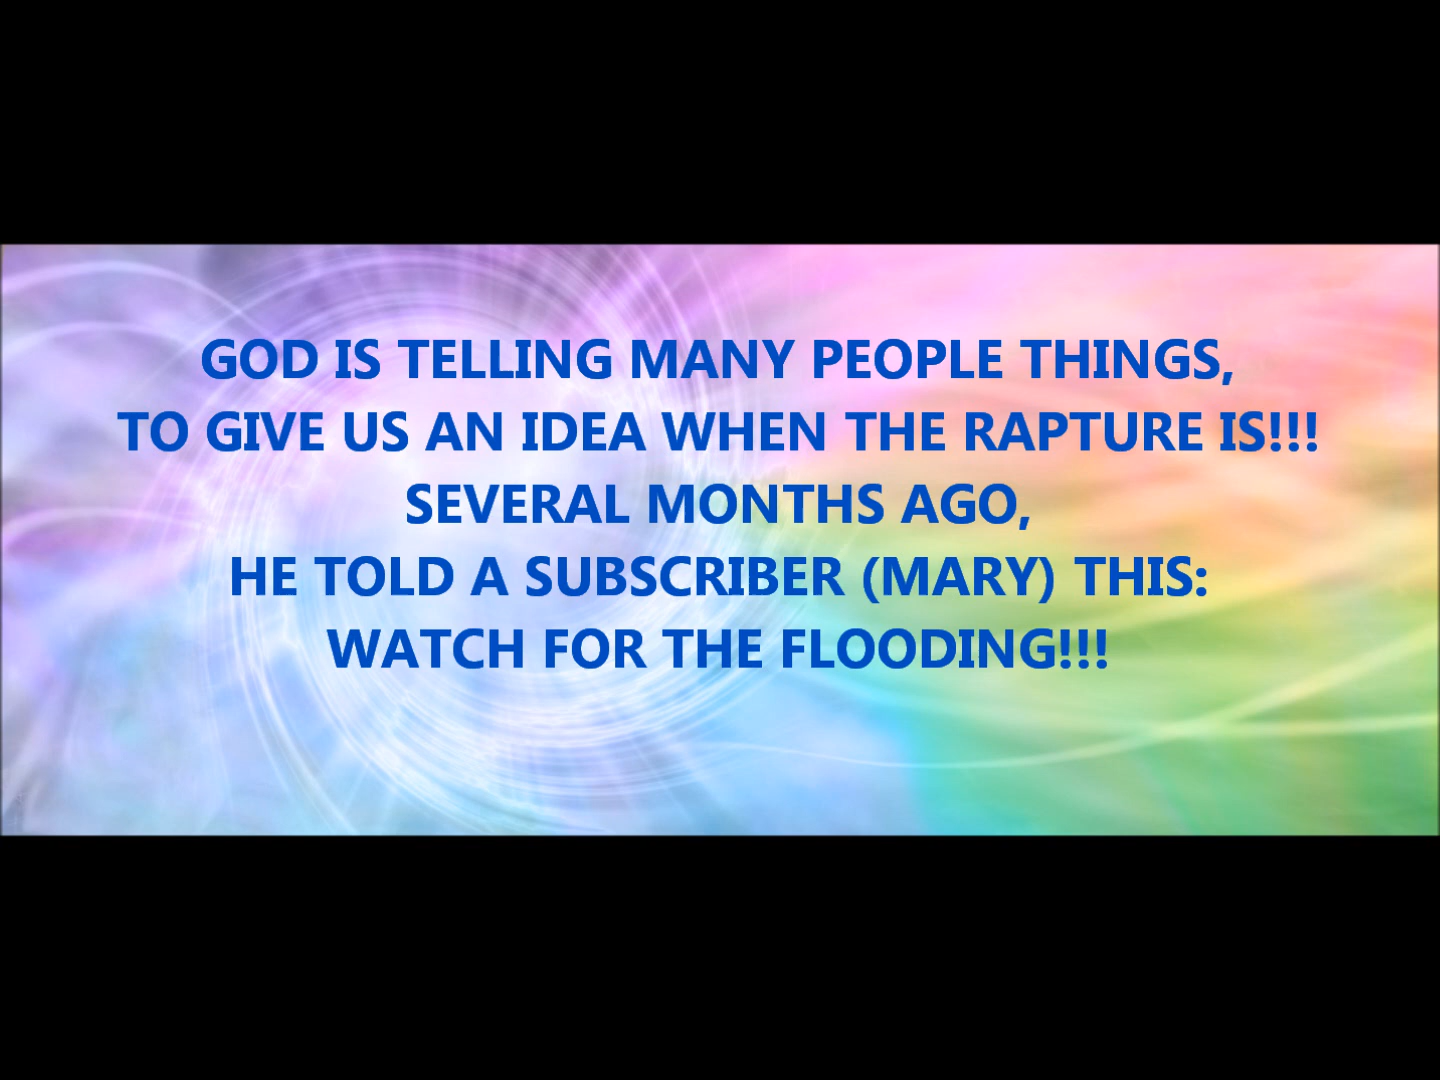 GOD IS TELLING MANY PEOPLE THINGS,
TO GIVE US AN IDEA WHEN THE RAPTURE IS!!!
SEVERAL MONTHS AGO,
HE TOLD A SUBSCRIBER (MARY) THIS:
WATCH FOR THE FLOODING!!!